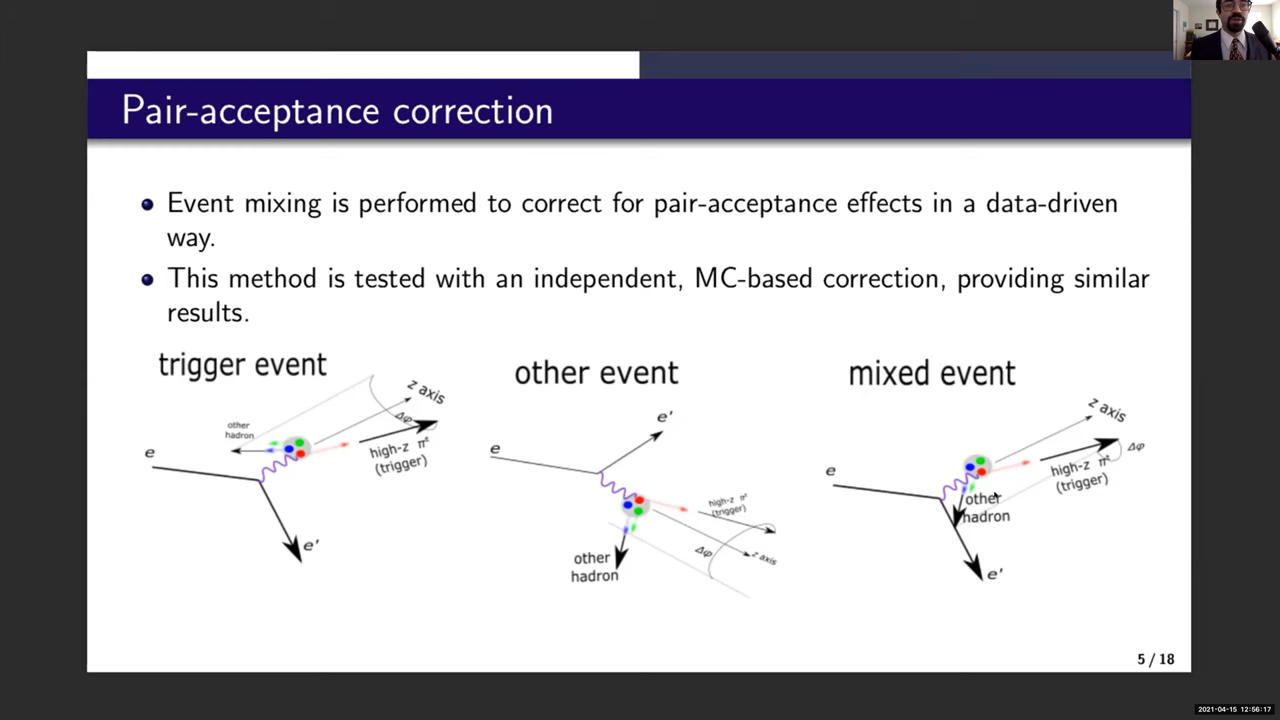 Pair-acceptance correction
Event mixing is performed to correct for pair-acceptance effects in a data-driven
way.
This method is tested with an independent, MC-based correction, providing similar
results.
trigger event
other
hadron
z axis
Δφ
high-z π±
(trigger)
e
e'
other event
e
e'
high-z π±
(trigger)
other
hadron
Δφ
z axis
mixed event
z axis
Δφ
high-z π±
(trigger)
e
other
hadron
e'
5 / 18
2021-04-15 12:56:17